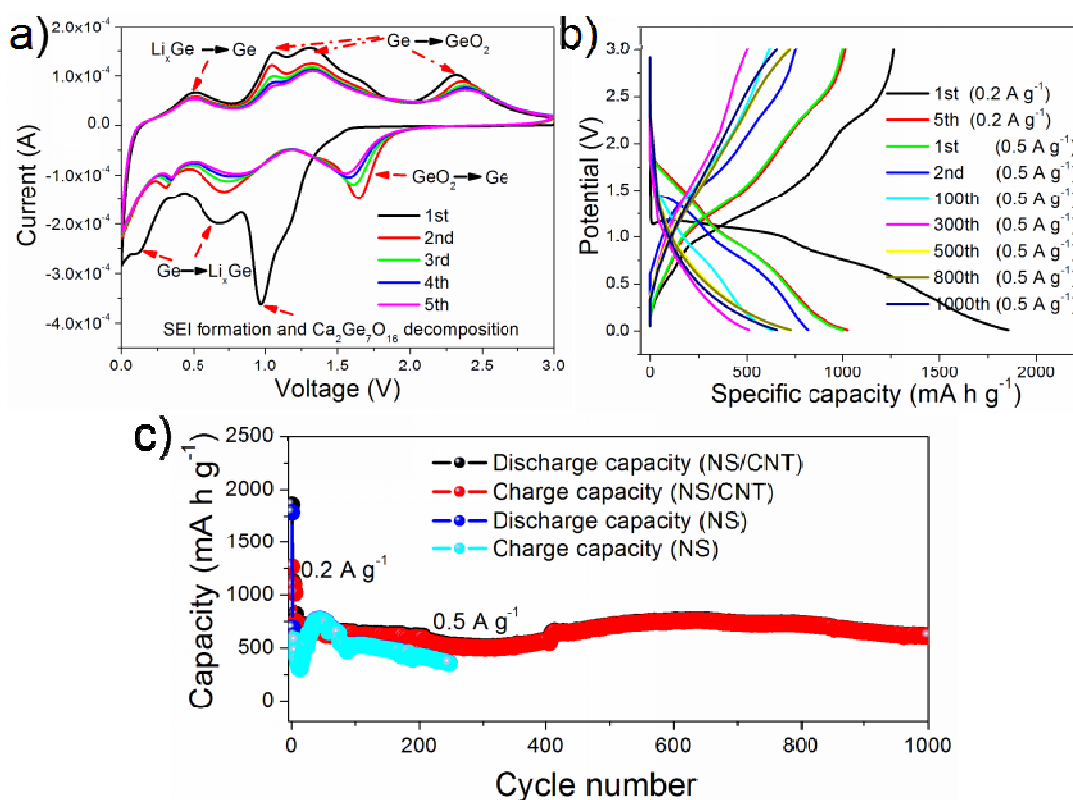 a)
2.0x10⁻⁴
1.0x10⁻⁴
0.0
-1.0x10⁻⁴
-2.0x10⁻⁴
-3.0x10⁻⁴
-4.0x10⁻⁴
Current (A)
LiₓGe→Ge
Ge→GeO₂
GeO₂→Ge
Ge→LiₓGe
SEI formation and Ca₂Ge₇O₁₆ decomposition
1st
2nd
3rd
4th
5th
0.0 0.5 1.0 1.5 2.0 2.5 3.0
Voltage (V)
b)
3.0
2.5
2.0
1.5
1.0
0.5
0.0
Potential (V)
1st (0.2 A g⁻¹)
5th (0.2 A g⁻¹)
1st (0.5 A g⁻¹)
2nd (0.5 A g⁻¹)
100th (0.5 A g⁻¹)
300th (0.5 A g⁻¹)
500th (0.5 A g⁻¹)
800th (0.5 A g⁻¹)
1000th (0.5 A g⁻¹)
0 500 1000 1500 2000
Specific capacity (mA h g⁻¹)
c)
2500
2000
1500
1000
500
0
Capacity (mA h g⁻¹)
Discharge capacity (NS/CNT)
Charge capacity (NS/CNT)
Discharge capacity (NS)
Charge capacity (NS)
0.2 A g⁻¹
0.5 A g⁻¹
0 200 400 600 800 1000
Cycle number